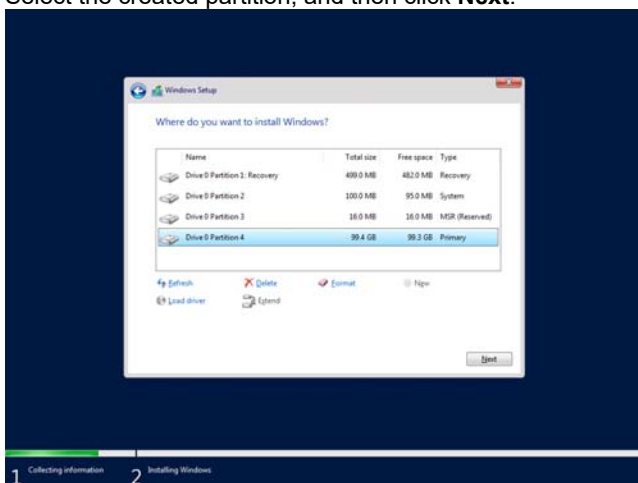 Select the created partition, and then click Next.
Windows Setup
Where do you want to install Windows?
Name Total size Free space Type
Drive 0 Partition 1: Recovery 499.0 MB 482.0 MB Recovery
Drive 0 Partition 2 100.0 MB 95.0 MB System
Drive 0 Partition 3 16.0 MB 16.0 MB MSR (Reserved)
Drive 0 Partition 4 99.4 GB 99.3 GB Primary
Refresh Delete Format New
Load driver Extend
Next
1 Collecting information 2 Installing Windows